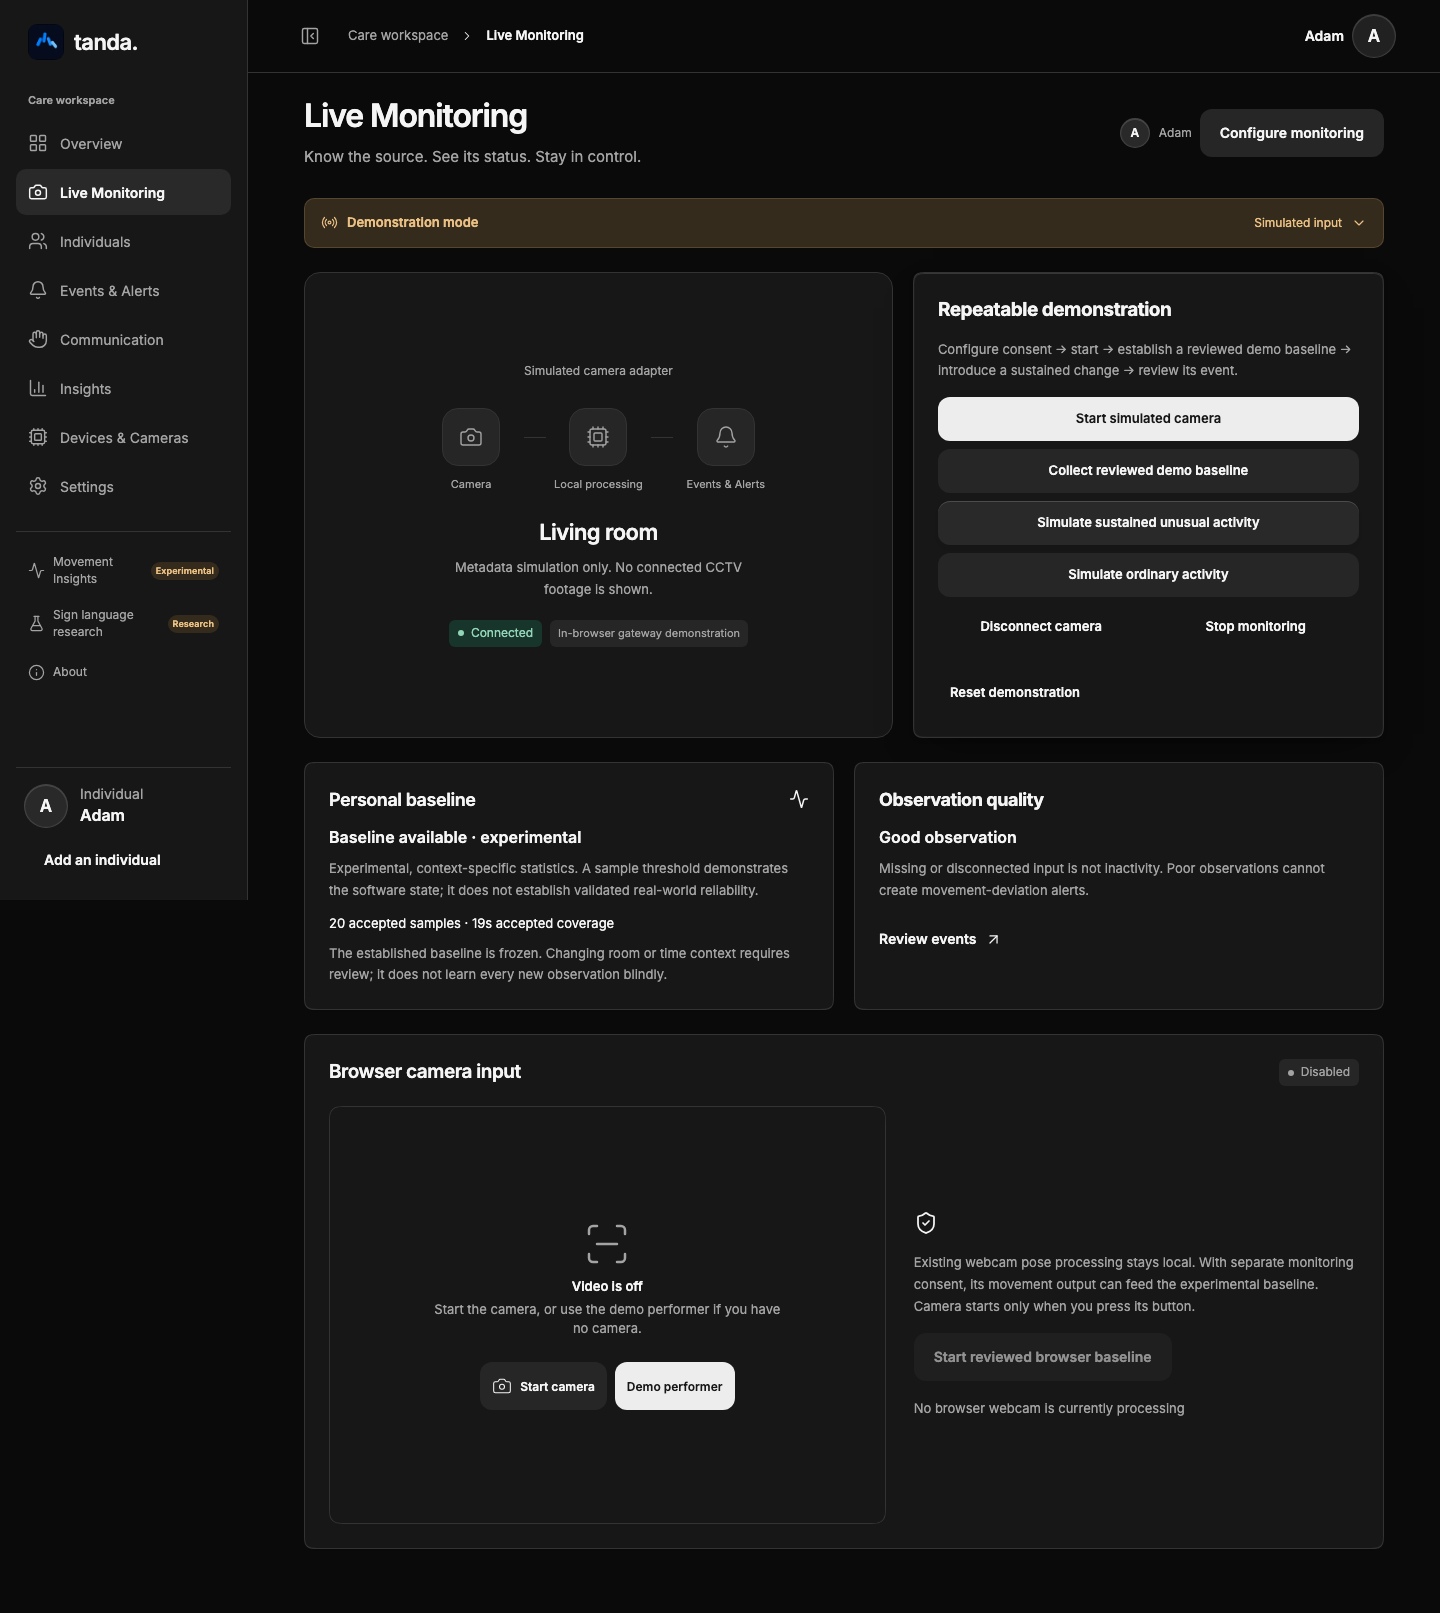 tanda.
Care workspace
Overview
Live Monitoring
Individuals
Events & Alerts
Communication
Insights
Devices & Cameras
Settings
Movement
Insights
Experimental
Sign language
research
Research
About
A
Individual
Adam
Add an individual
Care workspace > Live Monitoring
Adam
A
Live Monitoring
Know the source. See its status. Stay in control.
A
Adam
Configure monitoring
Demonstration mode
Simulated input
Simulated camera adapter
Camera
Local processing
Events & Alerts
Living room
Metadata simulation only. No connected CCTV
footage is shown.
Connected
In-browser gateway demonstration
Repeatable demonstration
Configure consent → start → establish a reviewed demo baseline →
introduce a sustained change → review its event.
Start simulated camera
Collect reviewed demo baseline
Simulate sustained unusual activity
Simulate ordinary activity
Disconnect camera
Stop monitoring
Reset demonstration
Personal baseline
Baseline available · experimental
Experimental, context-specific statistics. A sample threshold demonstrates
the software state; it does not establish validated real-world reliability.
20 accepted samples · 19s accepted coverage
The established baseline is frozen. Changing room or time context requires
review; it does not learn every new observation blindly.
Observation quality
Good observation
Missing or disconnected input is not inactivity. Poor observations cannot
create movement-deviation alerts.
Review events
Browser camera input
Disabled
Video is off
Start the camera, or use the demo performer if you have
no camera.
Start camera
Demo performer
Existing webcam pose processing stays local. With separate monitoring
consent, its movement output can feed the experimental baseline.
Camera starts only when you press its button.
Start reviewed browser baseline
No browser webcam is currently processing